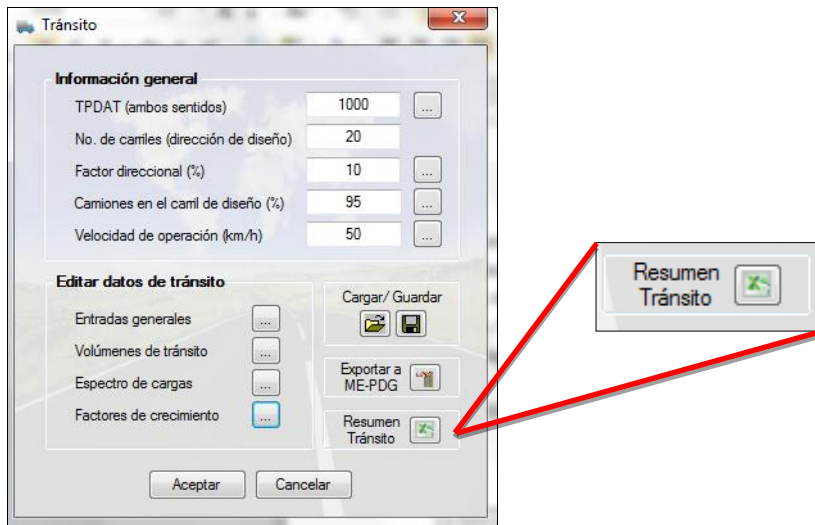 Tránsito
Información general
TPDAT (ambos sentidos) 1000 ...
No. de carriles (dirección de diseño) 20
Factor direccional (%) 10 ...
Camiones en el carril de diseño (%) 95 ...
Velocidad de operación (km/h) 50 ...
Editar datos de tránsito
Entradas generales ...
Volúmenes de tránsito ...
Espectro de cargas ...
Factores de crecimiento ...
Cargar/ Guardar
Exportar a
ME-PDG
Resumen
Tránsito
Aceptar Cancelar
Resumen
Tránsito